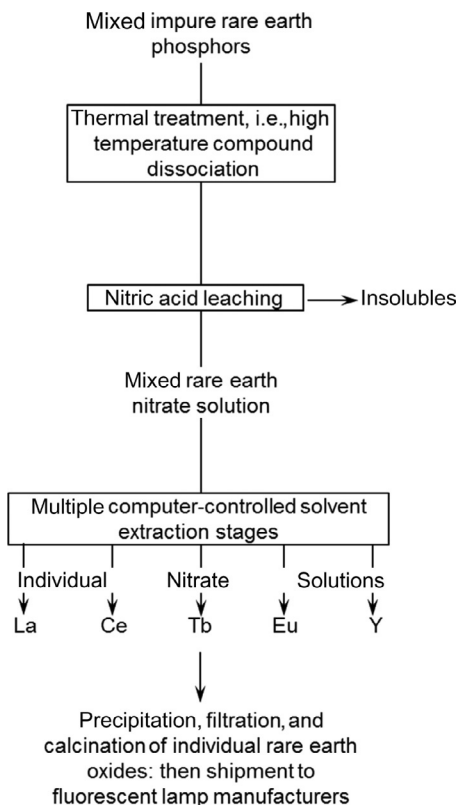 Mixed impure rare earth
phosphors
Thermal treatment, i.e.,high
temperature compound
dissociation
Nitric acid leaching
Insolubles
Mixed rare earth
nitrate solution
Multiple computer-controlled solvent
extraction stages
Individual Nitrate Solutions
La Ce Tb Eu Y
Precipitation, filtration, and
calcination of individual rare earth
oxides: then shipment to
fluorescent lamp manufacturers